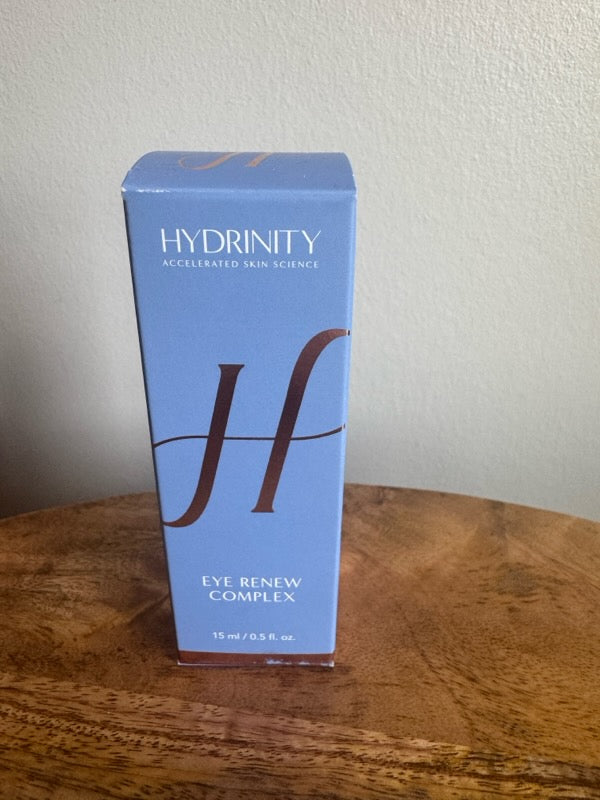 HYDRINITY
ACCELERATED SKIN SCIENCE
H
EYE RENEW
COMPLEX
15 ml / 0.5 fl. oz.